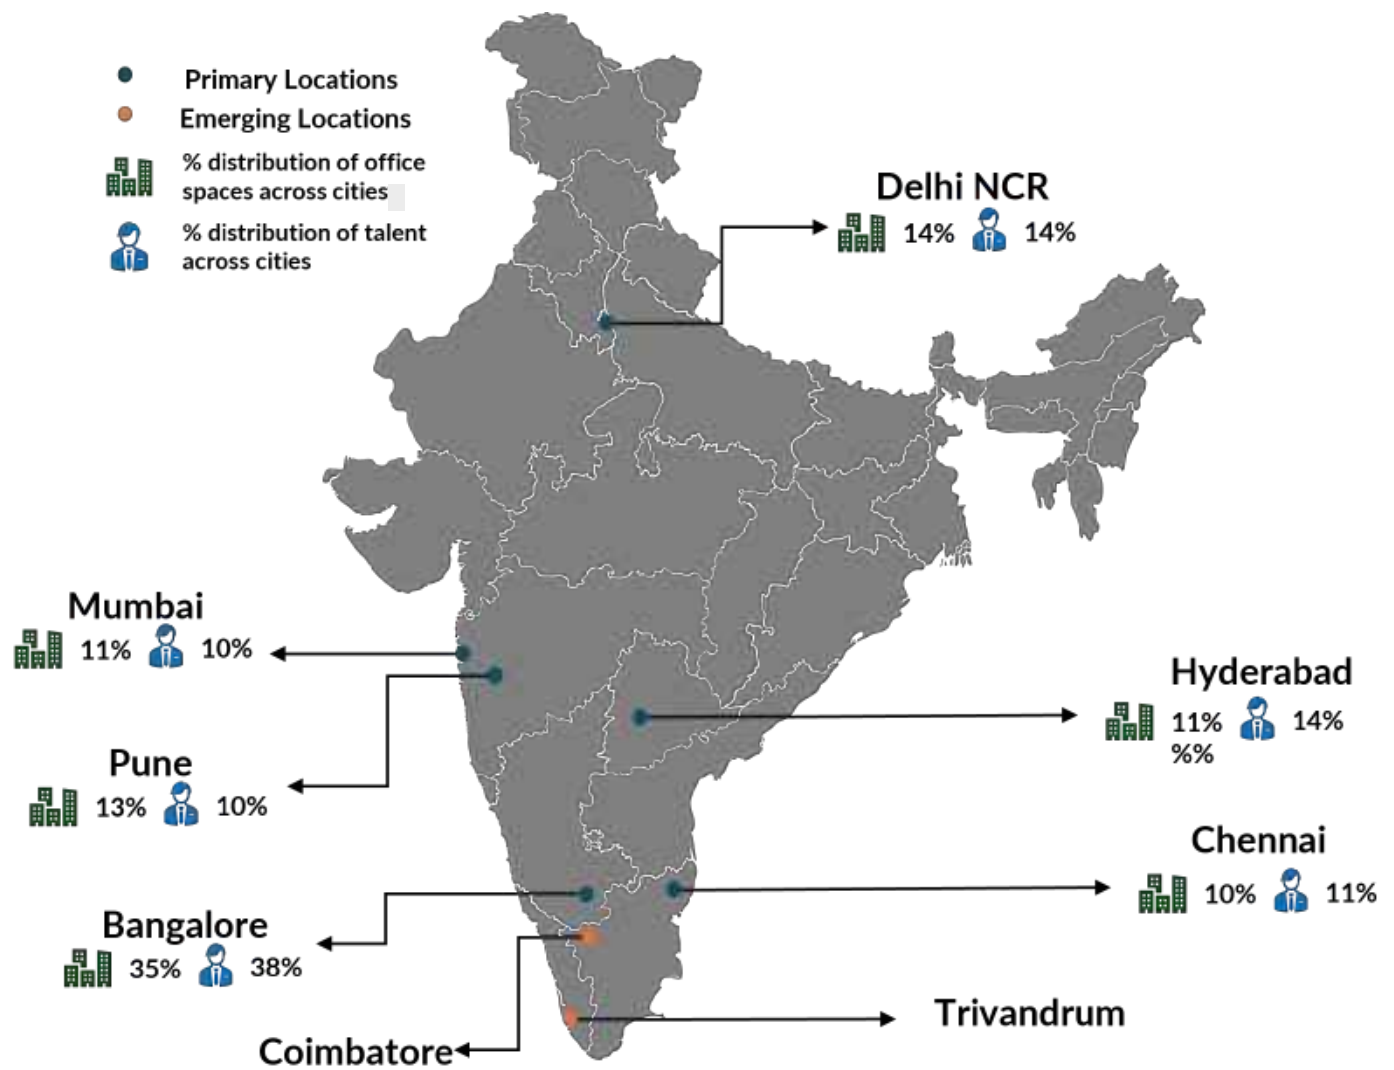 Primary Locations
Emerging Locations
% distribution of office
spaces across cities
% distribution of talent
across cities
Delhi NCR
14% 14%
Mumbai
11% 10%
Pune
13% 10%
Hyderabad
11% 14%
%%
Chennai
10% 11%
Bangalore
35% 38%
Trivandrum
Coimbatore